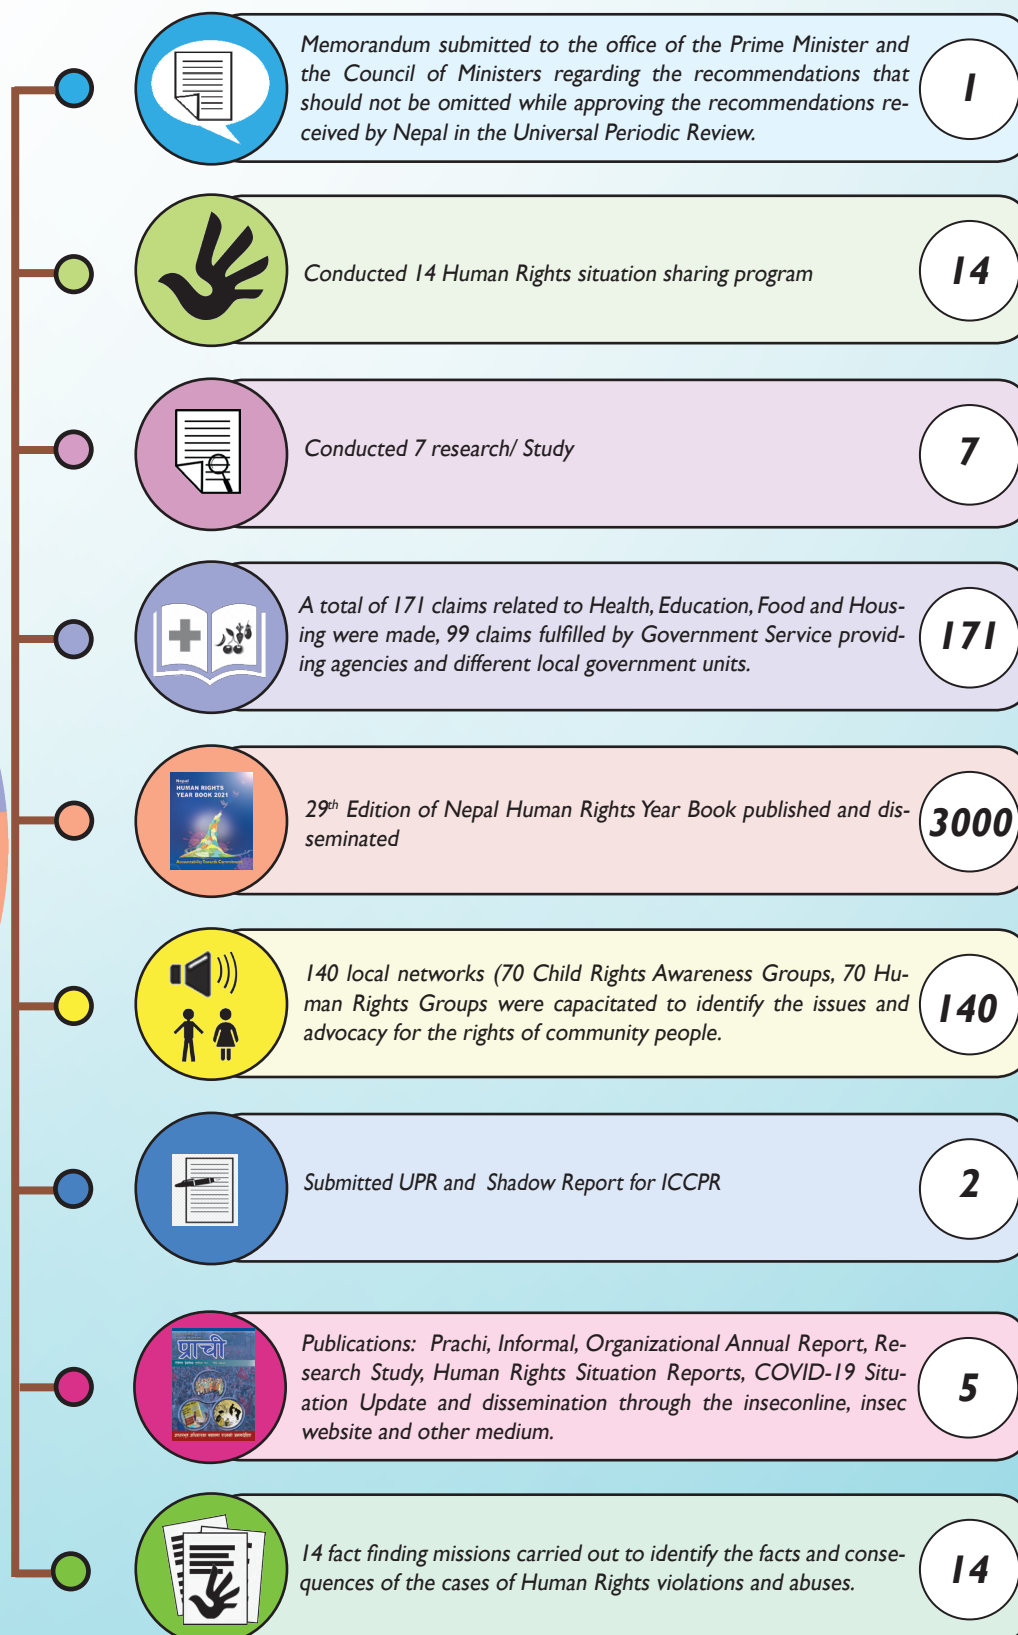 Memorandum submitted to the office of the Prime Minister and
the Council of Ministers regarding the recommendations that
should not be omitted while approving the recommendations re-
ceived by Nepal in the Universal Periodic Review.
1
Conducted 14 Human Rights situation sharing program
14
Conducted 7 research/ Study
7
A total of 171 claims related to Health, Education, Food and Hous-
ing were made, 99 claims fulfilled by Government Service provid-
ing agencies and different local government units.
171
Nepal
HUMAN RIGHTS
YEAR BOOK 2021
Accountability Towards Commitment
29th Edition of Nepal Human Rights Year Book published and dis-
seminated
3000
140 local networks (70 Child Rights Awareness Groups, 70 Hu-
man Rights Groups were capacitated to identify the issues and
advocacy for the rights of community people.
140
Submitted UPR and Shadow Report for ICCPR
2
प्राची
Publications: Prachi, Informal, Organizational Annual Report, Re-
search Study, Human Rights Situation Reports, COVID-19 Situ-
ation Update and dissemination through the inseconline, insec
website and other medium.
5
14 fact finding missions carried out to identify the facts and conse-
quences of the cases of Human Rights violations and abuses.
14